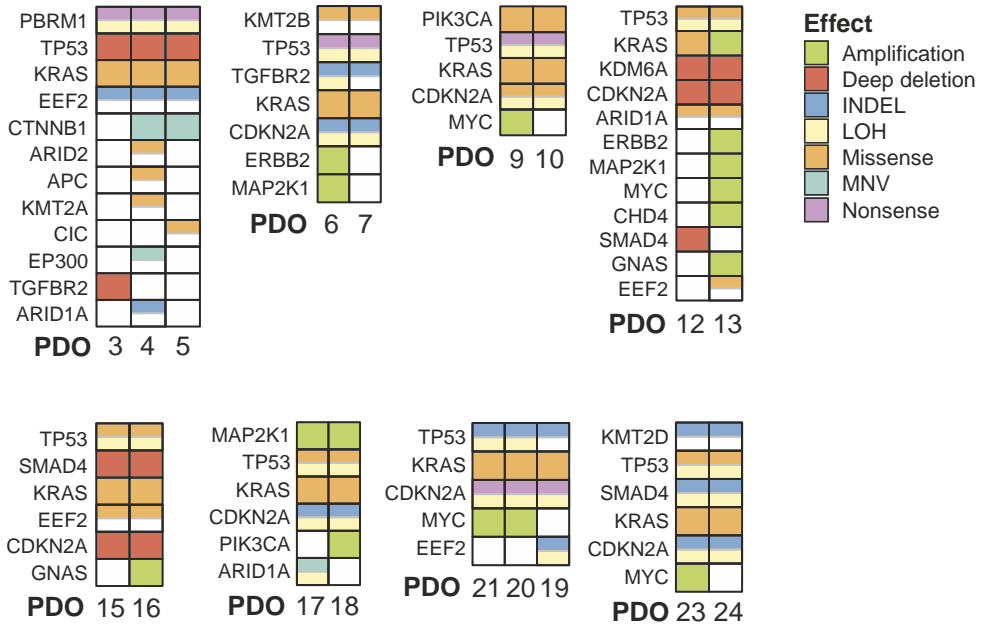 PBRM1
TP53
KRAS
EEF2
CTNNB1
ARID2
APC
KMT2A
CIC
EP300
TGFBR2
ARID1A
PDO 3 4 5
KMT2B
TP53
TGFBR2
KRAS
CDKN2A
ERBB2
MAP2K1
PDO 6 7
PIK3CA
TP53
KRAS
CDKN2A
MYC
PDO 9 10
TP53
KRAS
KDM6A
CDKN2A
ARID1A
ERBB2
MAP2K1
MYC
CHD4
SMAD4
GNAS
EEF2
PDO 12 13
Effect
Amplification
Deep deletion
INDEL
LOH
Missense
MNV
Nonsense
TP53
SMAD4
KRAS
EEF2
CDKN2A
GNAS
PDO 15 16
MAP2K1
TP53
KRAS
CDKN2A
PIK3CA
ARID1A
PDO 17 18
TP53
KRAS
CDKN2A
MYC
EEF2
PDO 21 20 19
KMT2D
TP53
SMAD4
KRAS
CDKN2A
MYC
PDO 23 24